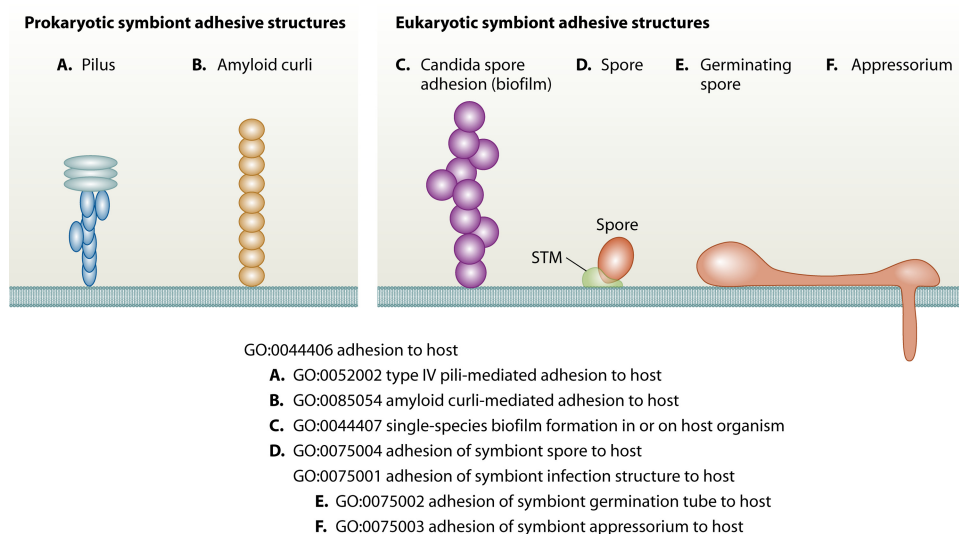 Prokaryotic symbiont adhesive structures
Eukaryotic symbiont adhesive structures
A. Pilus
B. Amyloid curli
C. Candida spore
adhesion (biofilm)
D. Spore
E. Germinating
spore
F. Appressorium
Spore
STM
GO:0044406 adhesion to host
A. GO:0052002 type IV pili-mediated adhesion to host
B. GO:0085054 amyloid curli-mediated adhesion to host
C. GO:0044407 single-species biofilm formation in or on host organism
D. GO:0075004 adhesion of symbiont spore to host
GO:0075001 adhesion of symbiont infection structure to host
E. GO:0075002 adhesion of symbiont germination tube to host
F. GO:0075003 adhesion of symbiont appressorium to host